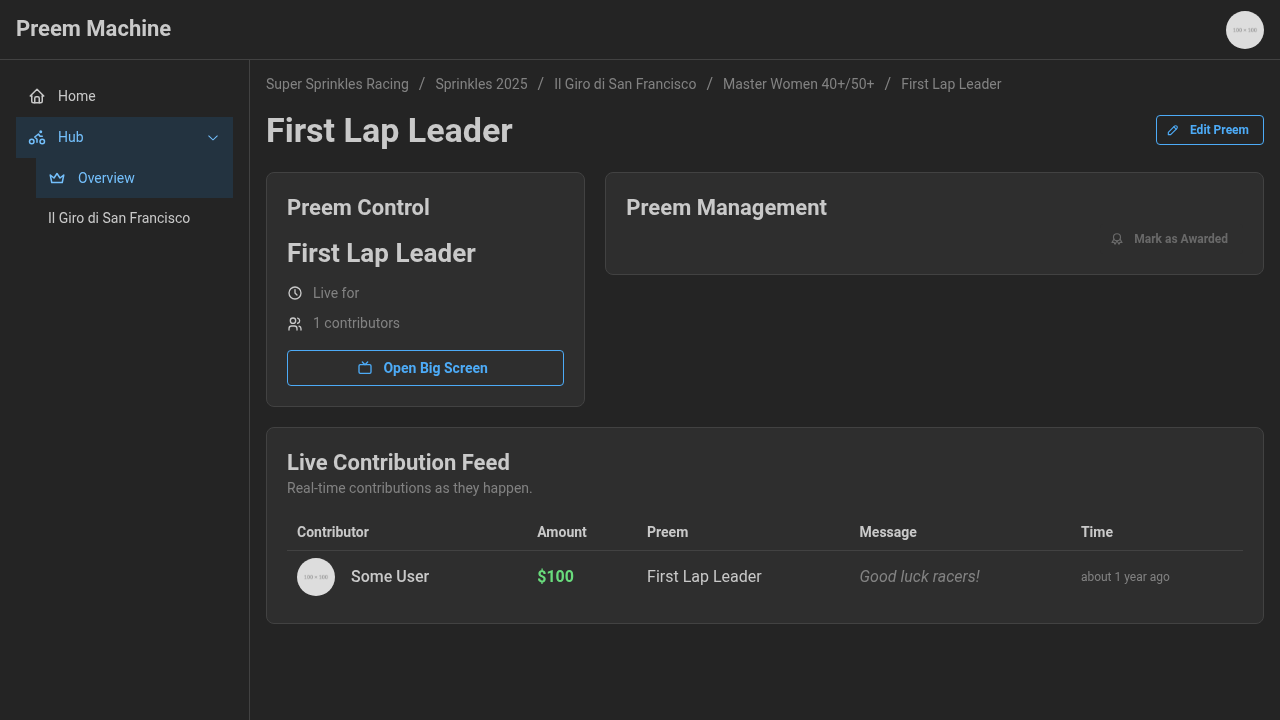 Preem Machine
100 × 100
Home
Hub
Overview
Il Giro di San Francisco
Super Sprinkles Racing / Sprinkles 2025 / Il Giro di San Francisco / Master Women 40+/50+ / First Lap Leader
First Lap Leader
Edit Preem
Preem Control
First Lap Leader
Live for
1 contributors
Open Big Screen
Preem Management
Mark as Awarded
Live Contribution Feed
Real-time contributions as they happen.
Contributor Amount Preem Message Time
100 × 100 Some User $100 First Lap Leader Good luck racers! about 1 year ago